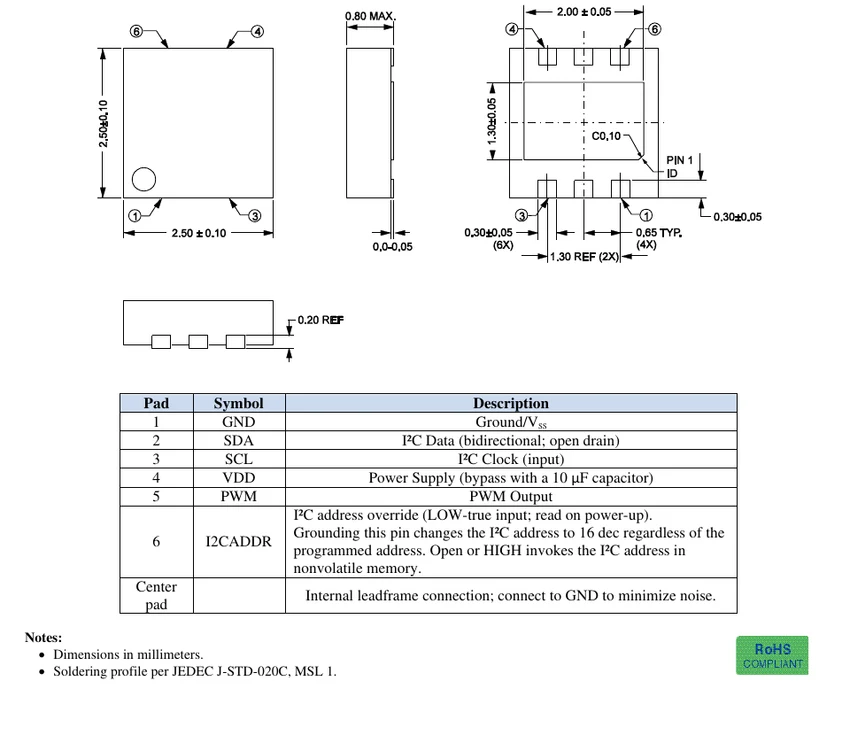 0.80 MAX.
2.00 ± 0.05
⑥
④
④
⑥
2.50±0.10
1.30±0.05
C0.10
PIN 1
ID
①
③
③
①
0.30±0.05
2.50 ± 0.10
0.30±0.05
(6X)
0.65 TYP.
(4X)
0.0-0.05
1.30 REF (2X)
0.20 REF
Pad Symbol Description
1 GND Ground/Vss
2 SDA I²C Data (bidirectional; open drain)
3 SCL I²C Clock (input)
4 VDD Power Supply (bypass with a 10 µF capacitor)
5 PWM PWM Output
I²C address override (LOW-true input; read on power-up).
Grounding this pin changes the I²C address to 16 dec regardless of the
6 I2CADDR
programmed address. Open or HIGH invokes the I²C address in
nonvolatile memory.
Center
pad
Internal leadframe connection; connect to GND to minimize noise.
Notes:
• Dimensions in millimeters.
• Soldering profile per JEDEC J-STD-020C, MSL 1.
RoHS
COMPLIANT